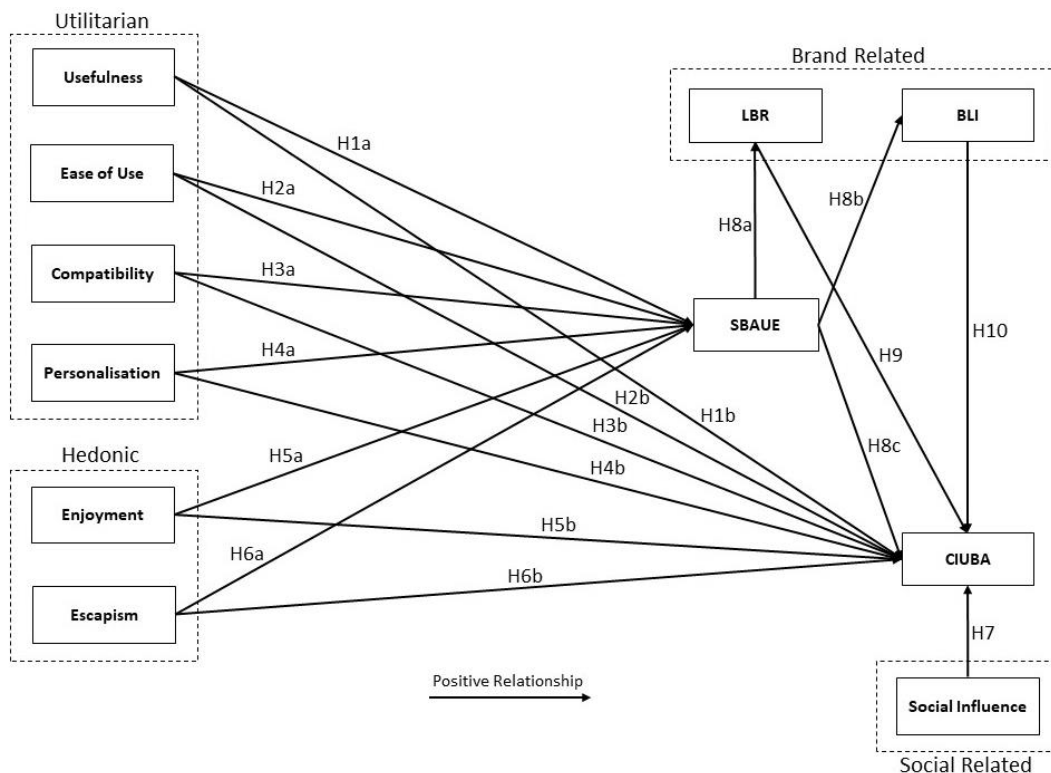 Utilitarian
Usefulness
Ease of Use
Compatibility
Personalisation
Hedonic
Enjoyment
Escapism
H1a
H2a
H3a
H4a
H5a
H6a
H2b
H1b
H3b
H4b
H5b
H6b
Brand Related
LBR
BLI
H8a
H8b
SBAUE
H9
H10
H8c
CIUBA
H7
Social Influence
Social Related
Positive Relationship